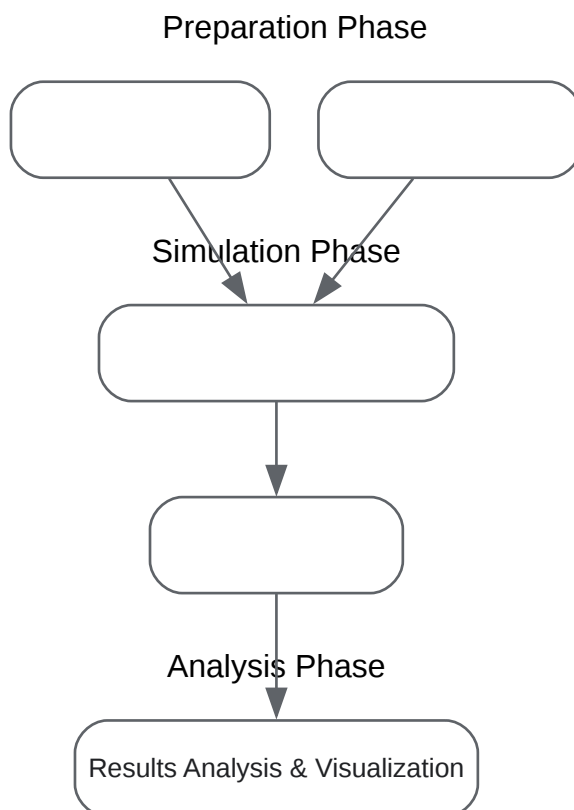 Preparation Phase
Simulation Phase
Analysis Phase
Results Analysis & Visualization